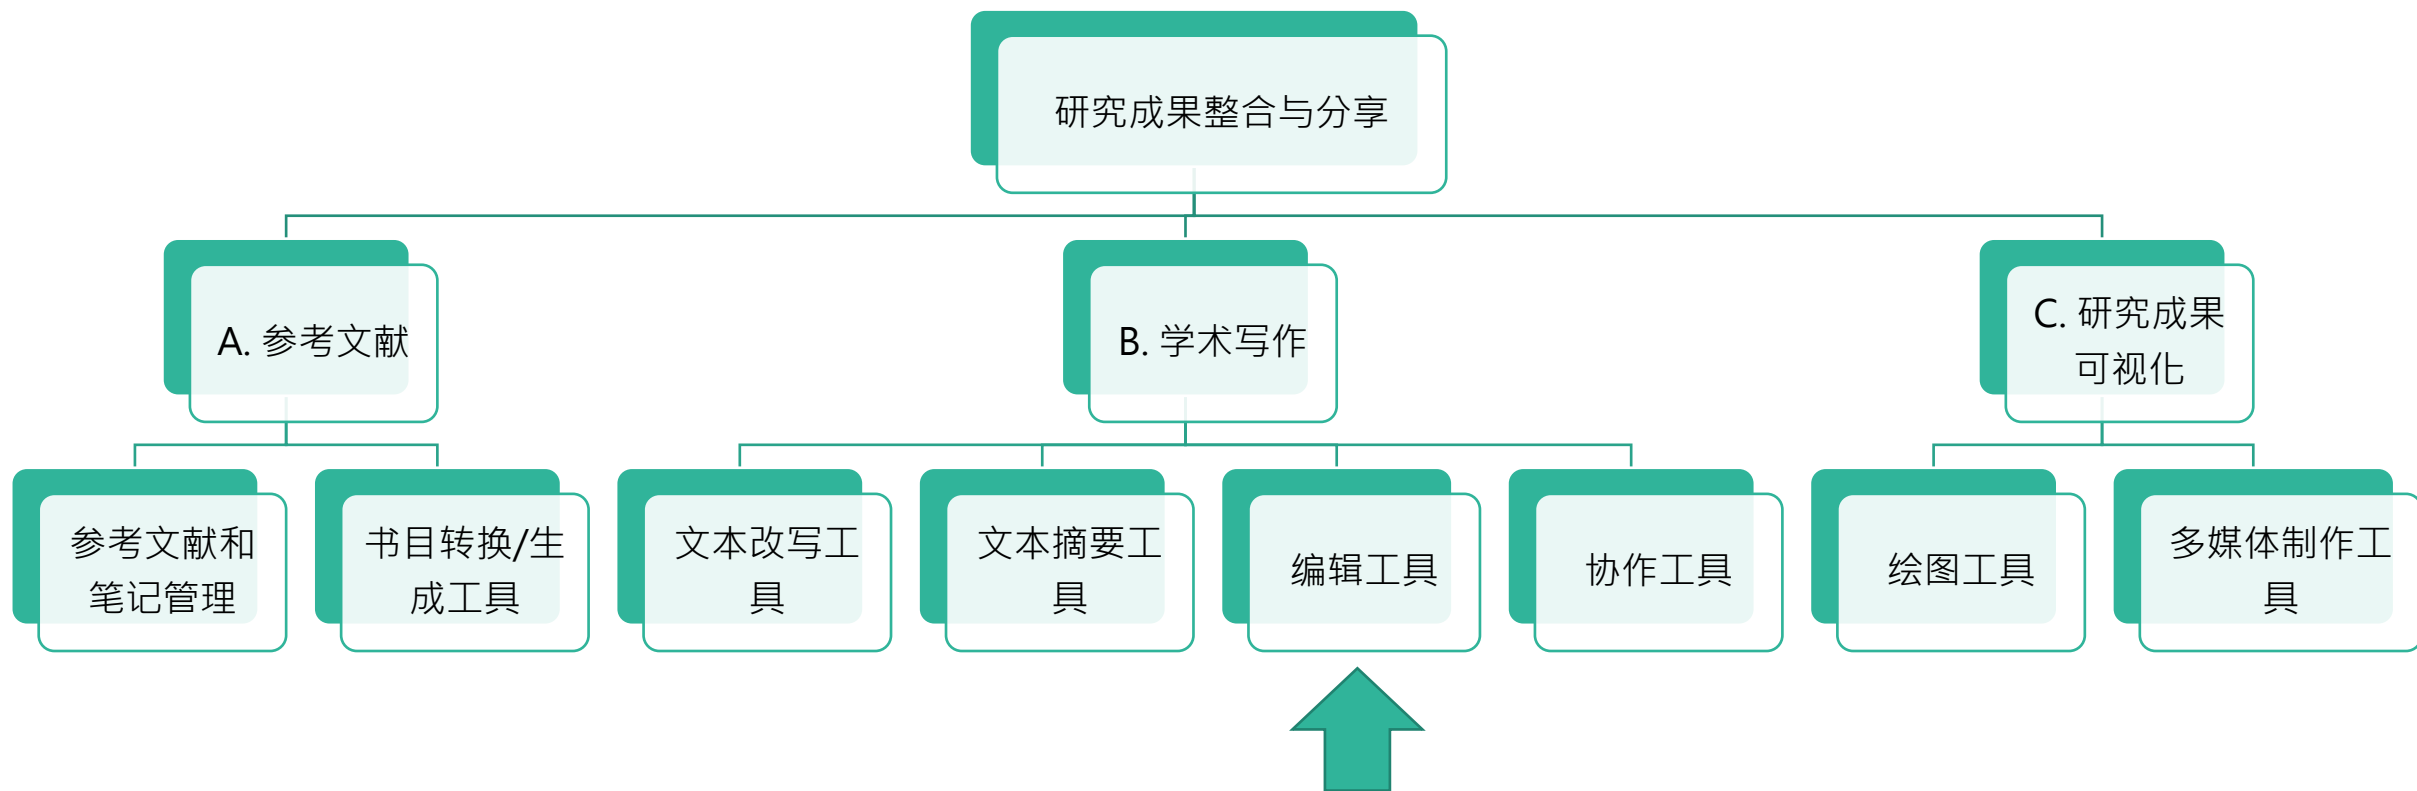 研究成果整合与分享
A. 参考文献
B. 学术写作
C. 研究成果
可视化
参考文献和
笔记管理
书目转换/生
成工具
文本改写工
具
文本摘要工
具
编辑工具
协作工具
绘图工具
多媒体制作工
具